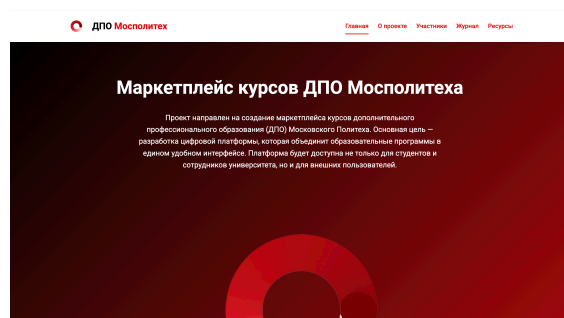 ДПО Мосполитех
Главная О проекте Участники Журнал Ресурсы
Маркетплейс курсов ДПО Мосполитеха
Проект направлен на создание маркетплейса курсов дополнительного
профессионального образования (ДПО) Московского Политеха. Основная цель —
разработка цифровой платформы, которая объединит образовательные программы в
едином удобном интерфейсе. Платформа будет доступна не только для студентов и
сотрудников университета, но и для внешних пользователей.